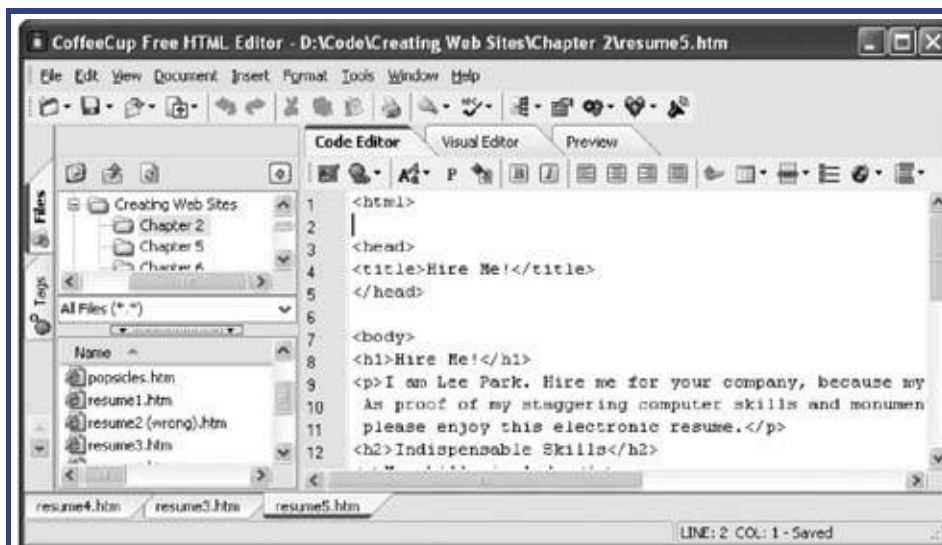 CoffeeCup Free HTML Editor - D:\Code\Creating Web Sites\Chapter 2\resume5.htm
File Edit View Document Insert Format Tools Window Help
Code Editor Visual Editor Preview
Files
Tags
Creating Web Sites
Chapter 2
Chapter 5
Chapter 6
All Files (*.*)
Name
popsicles.htm
resume1.htm
resume2 (wrong).htm
resume3.htm
1 <html>
2
3 <head>
4 <title>Hire Me!</title>
5 </head>
6
7 <body>
8 <h1>Hire Me!</h1>
9 <p>I am Lee Park. Hire me for your company, because my
10 As proof of my staggering computer skills and monumen
11 please enjoy this electronic resume.</p>
12 <h2>Indispensable Skills</h2>
resume4.htm resume3.htm resume5.htm
LINE: 2 COL: 1 - Saved